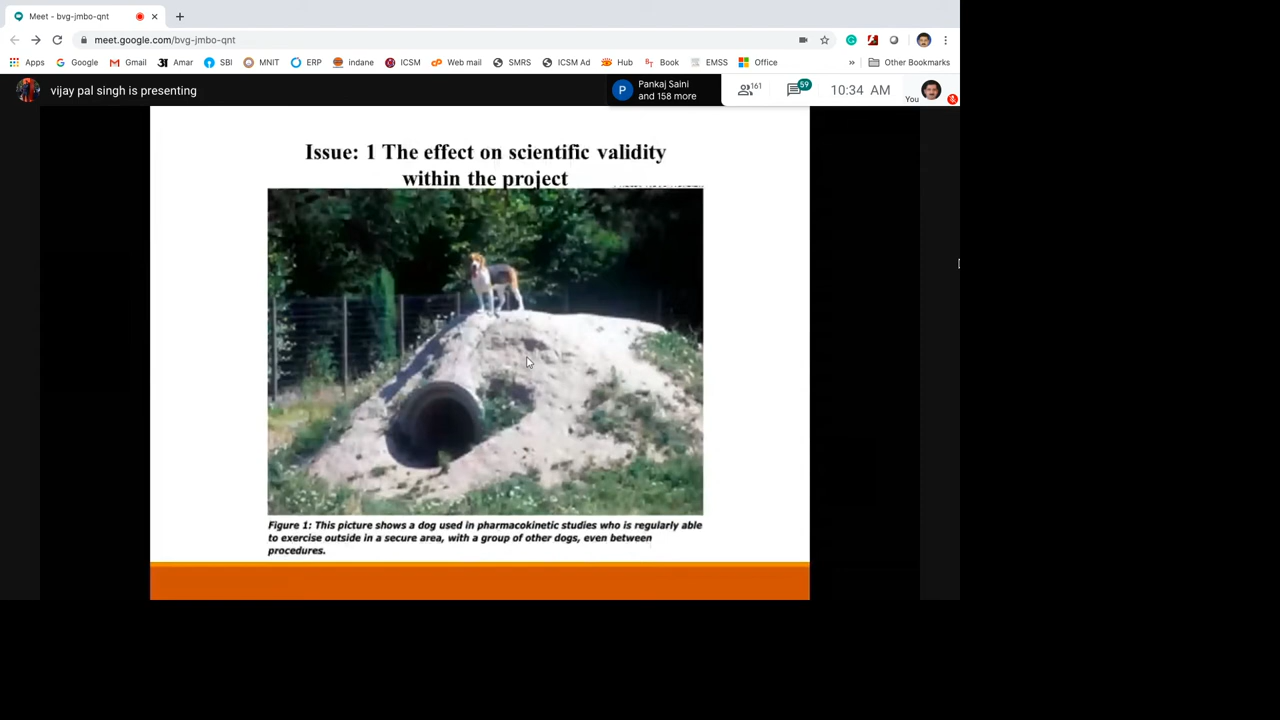 Meet - bvg-jmbo-qnt
meet.google.com/bvg-jmbo-qnt
Apps Google Gmail Amar SBI MNIT ERP indane ICSM Web mail SMRS ICSM Ad Hub Book EMSS Office » Other Bookmarks
vijay pal singh is presenting
P Pankaj Saini
and 158 more
161
59
10:34 AM
You
Issue: 1 The effect on scientific validity
within the project
Figure 1: This picture shows a dog used in pharmacokinetic studies who is regularly able
to exercise outside in a secure area, with a group of other dogs, even between
procedures.